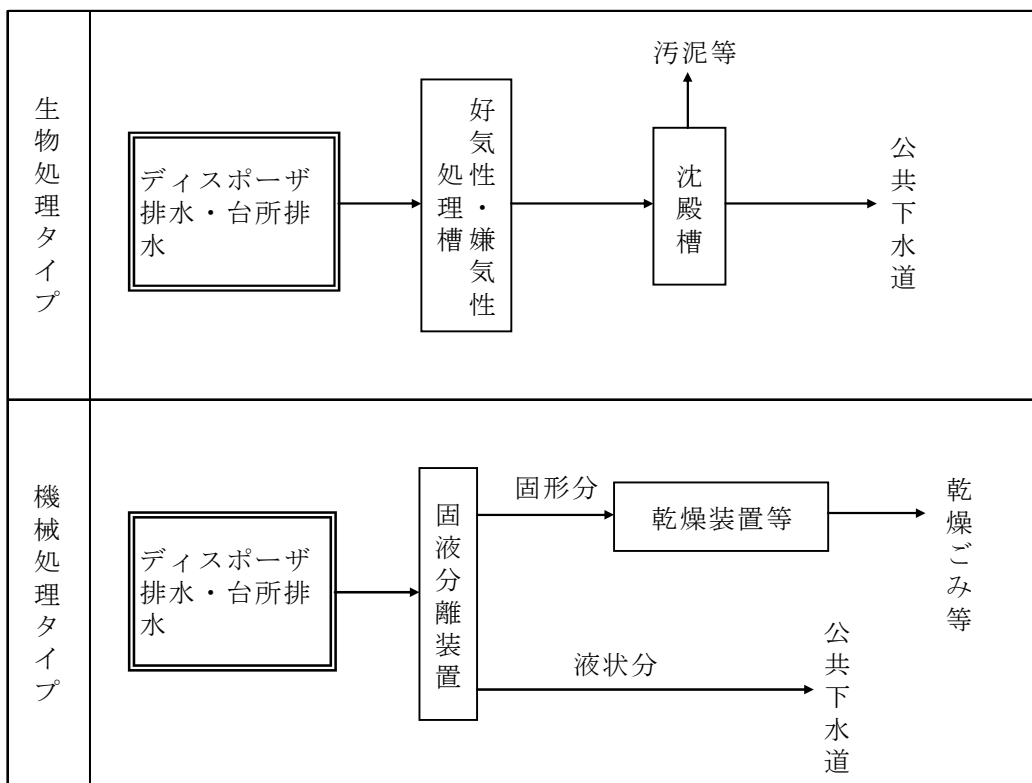 生物処理タイプ
ディスポーザ
排水・台所排
水
好気性・嫌気性
処理槽
汚泥等
沈殿槽
公共下水道
機械処理タイプ
ディスポーザ
排水・台所排
水
固液分離装置
固形分
乾燥装置等
乾燥ごみ等
液状分
公共下水道